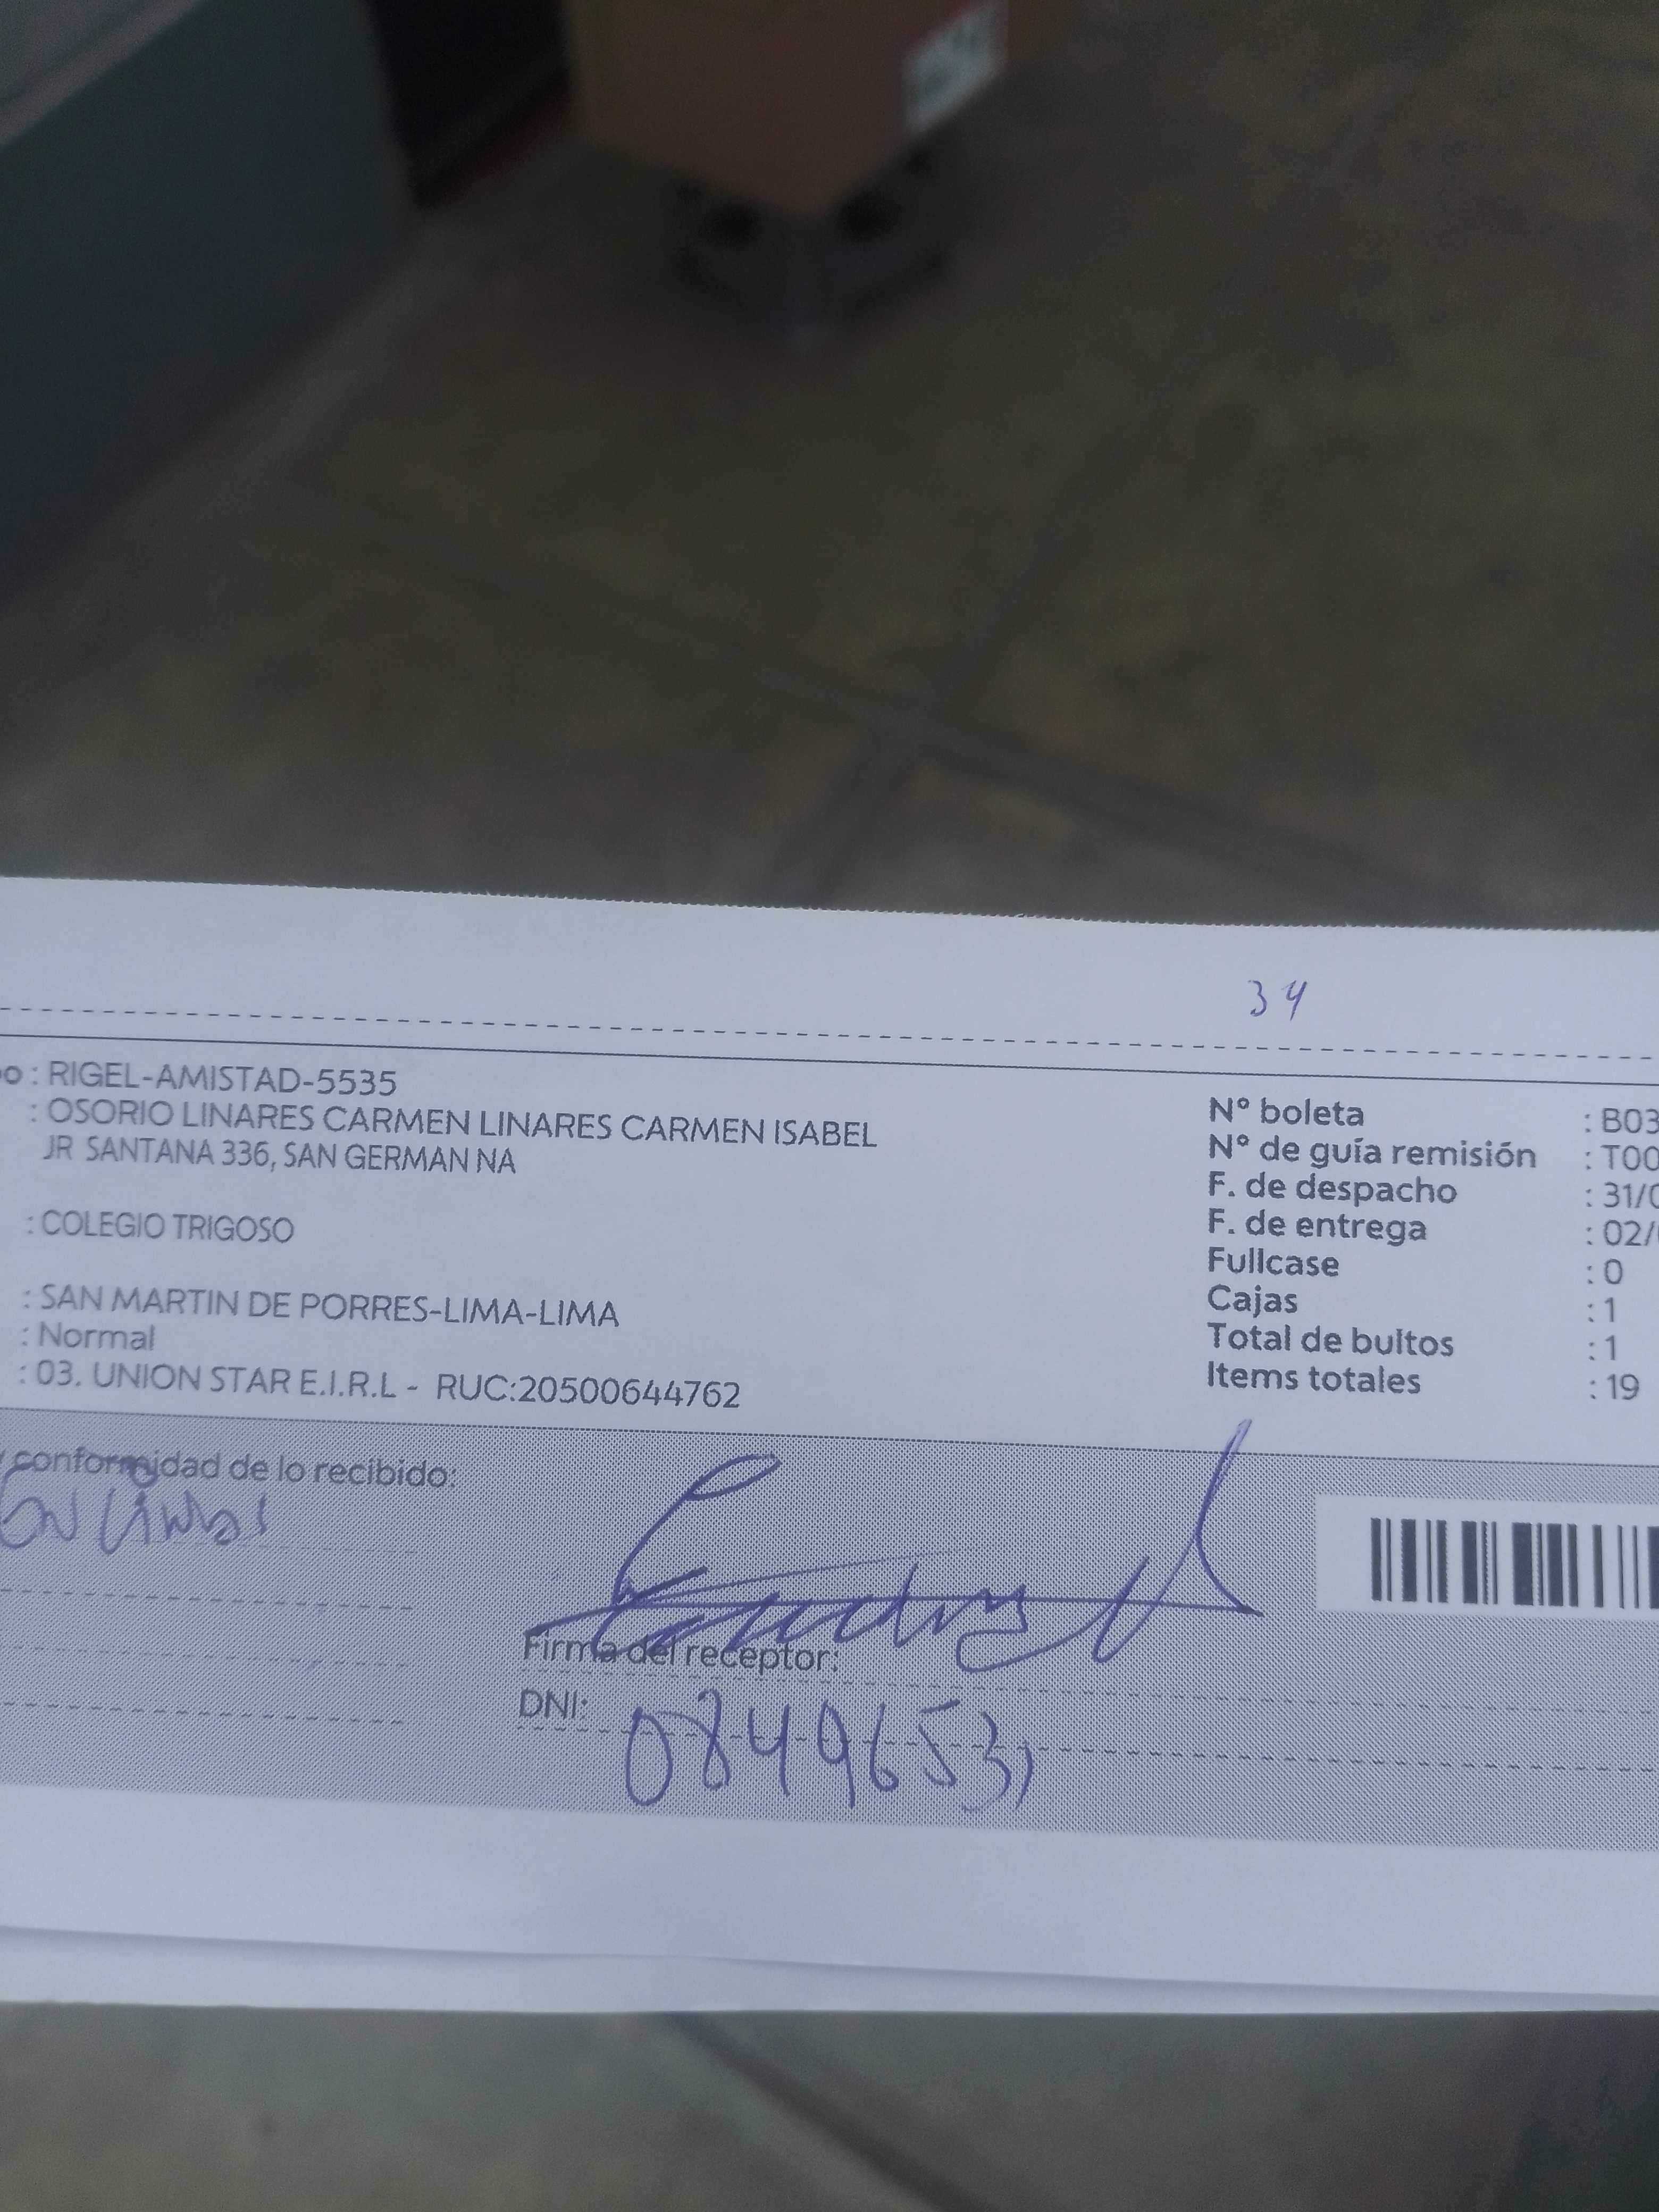 34
o : RIGEL-AMISTAD-5535
: OSORIO LINARES CARMEN LINARES CARMEN ISABEL
JR SANTANA 336, SAN GERMAN NA
: COLEGIO TRIGOSO
: SAN MARTIN DE PORRES-LIMA-LIMA
: Normal
: 03. UNION STAR E.I.R.L - RUC:20500644762
Nº boleta : B03
Nº de guía remisión : T00
F. de despacho : 31/0
F. de entrega : 02/
Fullcase : 0
Cajas : 1
Total de bultos : 1
Items totales : 19
y conformidad de lo recibido:
Firma del receptor:
DNI: 08496531